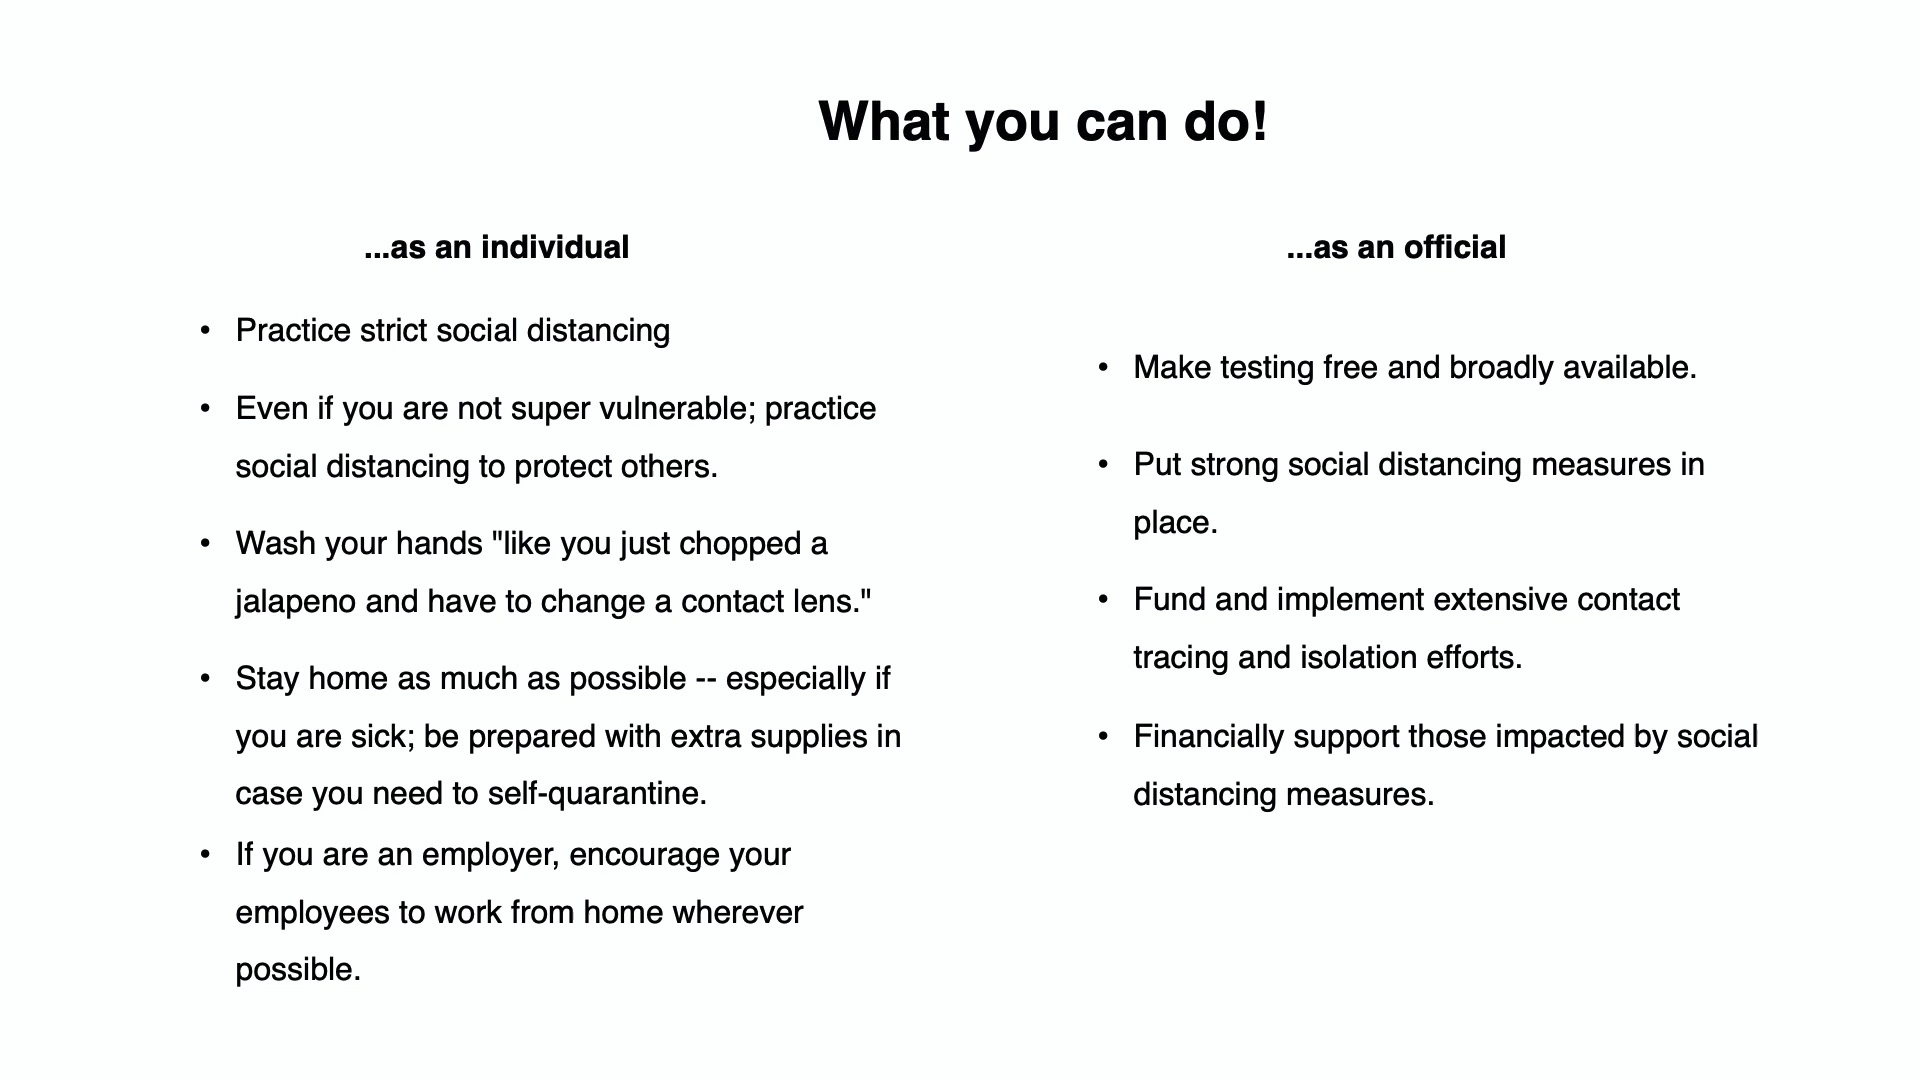 What you can do!
...as an individual
• Practice strict social distancing
• Even if you are not super vulnerable; practice
social distancing to protect others.
• Wash your hands "like you just chopped a
jalapeno and have to change a contact lens."
• Stay home as much as possible -- especially if
you are sick; be prepared with extra supplies in
case you need to self-quarantine.
• If you are an employer, encourage your
employees to work from home wherever
possible.
...as an official
• Make testing free and broadly available.
• Put strong social distancing measures in
place.
• Fund and implement extensive contact
tracing and isolation efforts.
• Financially support those impacted by social
distancing measures.